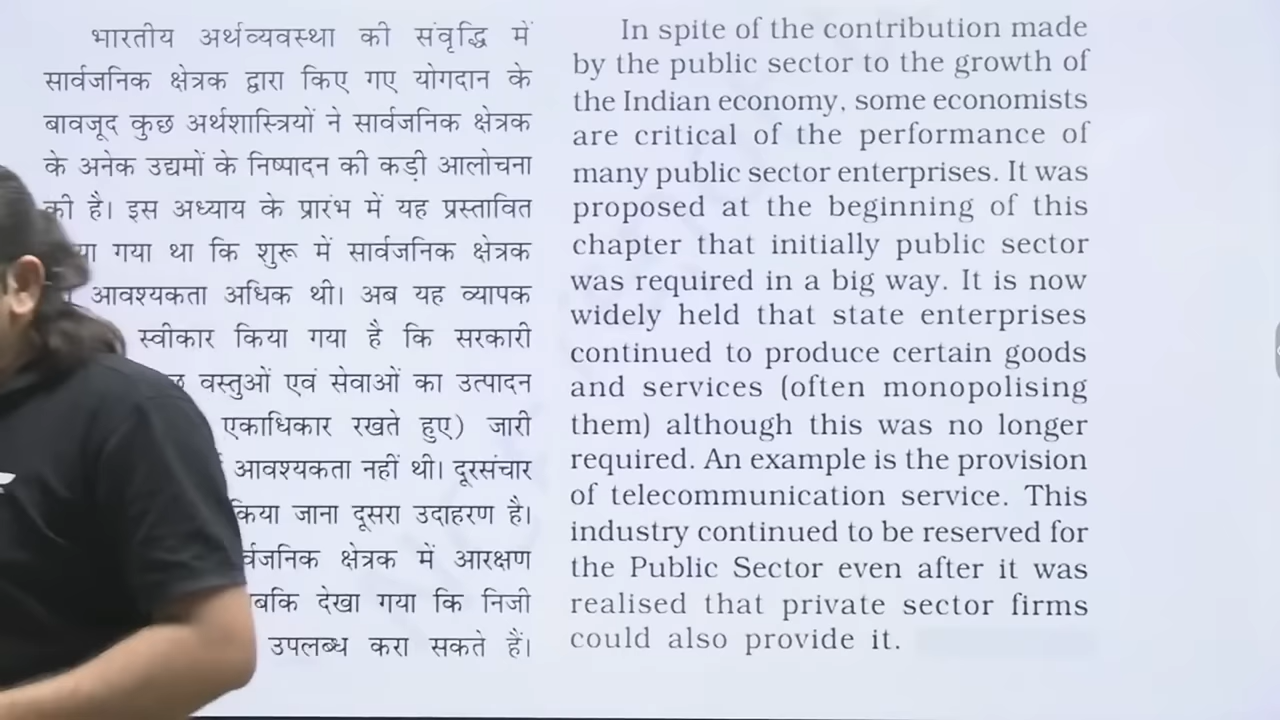 भारतीय अर्थव्यवस्था की संवृद्धि में
सार्वजनिक क्षेत्रक द्वारा किए गए योगदान के
बावजूद कुछ अर्थशास्त्रियों ने सार्वजनिक क्षेत्रक
के अनेक उद्यमों के निष्पादन की कड़ी आलोचना
की है। इस अध्याय के प्रारंभ में यह प्रस्तावित
गया था कि शुरू में सार्वजनिक क्षेत्रक
आवश्यकता अधिक थी। अब यह व्यापक
स्वीकार किया गया है कि सरकारी
वस्तुओं एवं सेवाओं का उत्पादन
एकाधिकार रखते हुए) जारी
आवश्यकता नहीं थी। दूरसंचार
किया जाना दूसरा उदाहरण है।
क्षेत्रक में आरक्षण
देखा गया कि निजी
उपलब्ध करा सकते हैं।
In spite of the contribution made
by the public sector to the growth of
the Indian economy, some economists
are critical of the performance of
many public sector enterprises. It was
proposed at the beginning of this
chapter that initially public sector
was required in a big way. It is now
widely held that state enterprises
continued to produce certain goods
and services (often monopolising
them) although this was no longer
required. An example is the provision
of telecommunication service. This
industry continued to be reserved for
the Public Sector even after it was
realised that private sector firms
could also provide it.